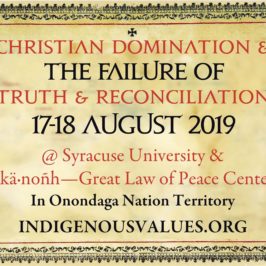 CHRISTIAN DOMINATION &
THE FAILURE OF
TRUTH & RECONCILIATION
17-18 AUGUST 2019
@ Syracuse University &
kä·noñh—Great Law of Peace Cente
In Onondaga Nation Territory
INDIGENOUSVALUES.ORG